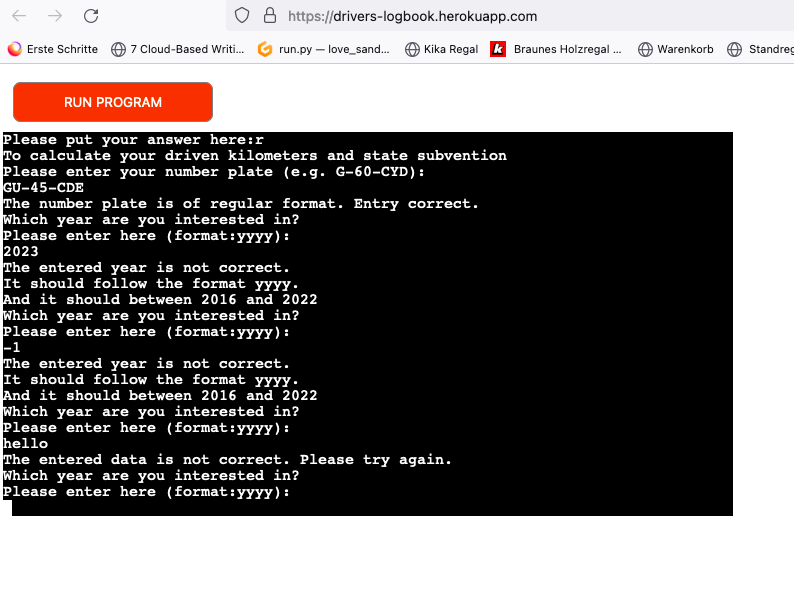 https://drivers-logbook.herokuapp.com
Erste Schritte 7 Cloud-Based Writi... run.py — love_sand... Kika Regal k Braunes Holzregal ... Warenkorb Standreg
RUN PROGRAM
Please put your answer here:r
To calculate your driven kilometers and state subvention
Please enter your number plate (e.g. G-60-CYD):
GU-45-CDE
The number plate is of regular format. Entry correct.
Which year are you interested in?
Please enter here (format:yyyy):
2023
The entered year is not correct.
It should follow the format yyyy.
And it should between 2016 and 2022
Which year are you interested in?
Please enter here (format:yyyy):
-1
The entered year is not correct.
It should follow the format yyyy.
And it should between 2016 and 2022
Which year are you interested in?
Please enter here (format:yyyy):
hello
The entered data is not correct. Please try again.
Which year are you interested in?
Please enter here (format:yyyy):